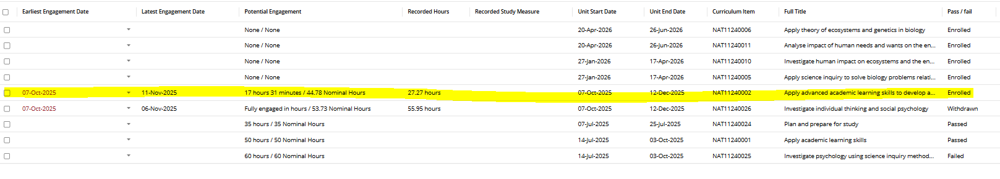 Earliest Engagement Date Latest Engagement Date Potential Engagement Recorded Hours Recorded Study Measure Unit Start Date Unit End Date Curriculum Item Full Title Pass / fail
None / None 20-Apr-2026 26-Jun-2026 NAT11240006 Apply theory of ecosystems and genetics in biology Enrolled
None / None 20-Apr-2026 26-Jun-2026 NAT11240011 Analyse impact of human needs and wants on the en... Enrolled
None / None 27-Jan-2026 17-Apr-2026 NAT11240010 Investigate human impact on ecosystems and the en... Enrolled
None / None 27-Jan-2026 17-Apr-2026 NAT11240005 Apply science inquiry to solve biology problems relati... Enrolled
07-Oct-2025 11-Nov-2025 17 hours 31 minutes / 44.78 Nominal Hours 27.27 hours 07-Oct-2025 12-Dec-2025 NAT11240002 Apply advanced academic learning skills to develop a... Enrolled
07-Oct-2025 06-Nov-2025 Fully engaged in hours / 53.73 Nominal Hours 55.95 hours 07-Oct-2025 12-Dec-2025 NAT11240026 Investigate individual thinking and social psychology Withdrawn
35 hours / 35 Nominal Hours 07-Jul-2025 25-Jul-2025 NAT11240024 Plan and prepare for study Passed
50 hours / 50 Nominal Hours 14-Jul-2025 03-Oct-2025 NAT11240001 Apply academic learning skills Passed
60 hours / 60 Nominal Hours 14-Jul-2025 03-Oct-2025 NAT11240025 Investigate psychology using science inquiry method... Failed